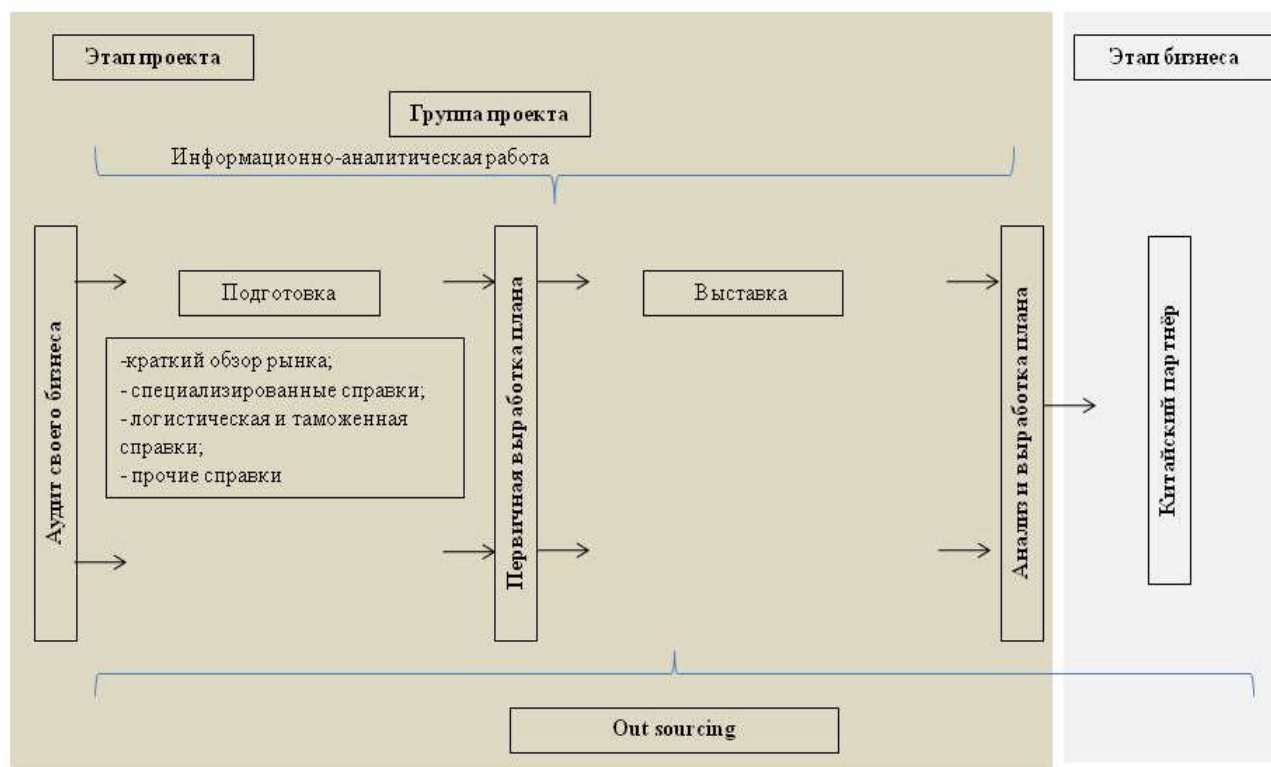 Этап проекта
Этап бизнеса
Группа проекта
Информационно-аналитическая работа
Аудит своего бизнеса
Подготовка
-краткий обзор рынка;
- специализированные справки;
-логистическая и таможенная
справки;
- прочие справки
Первичная выработка плана
Выставка
Анализ и выработка плана
Китайский партнёр
Out sourcing